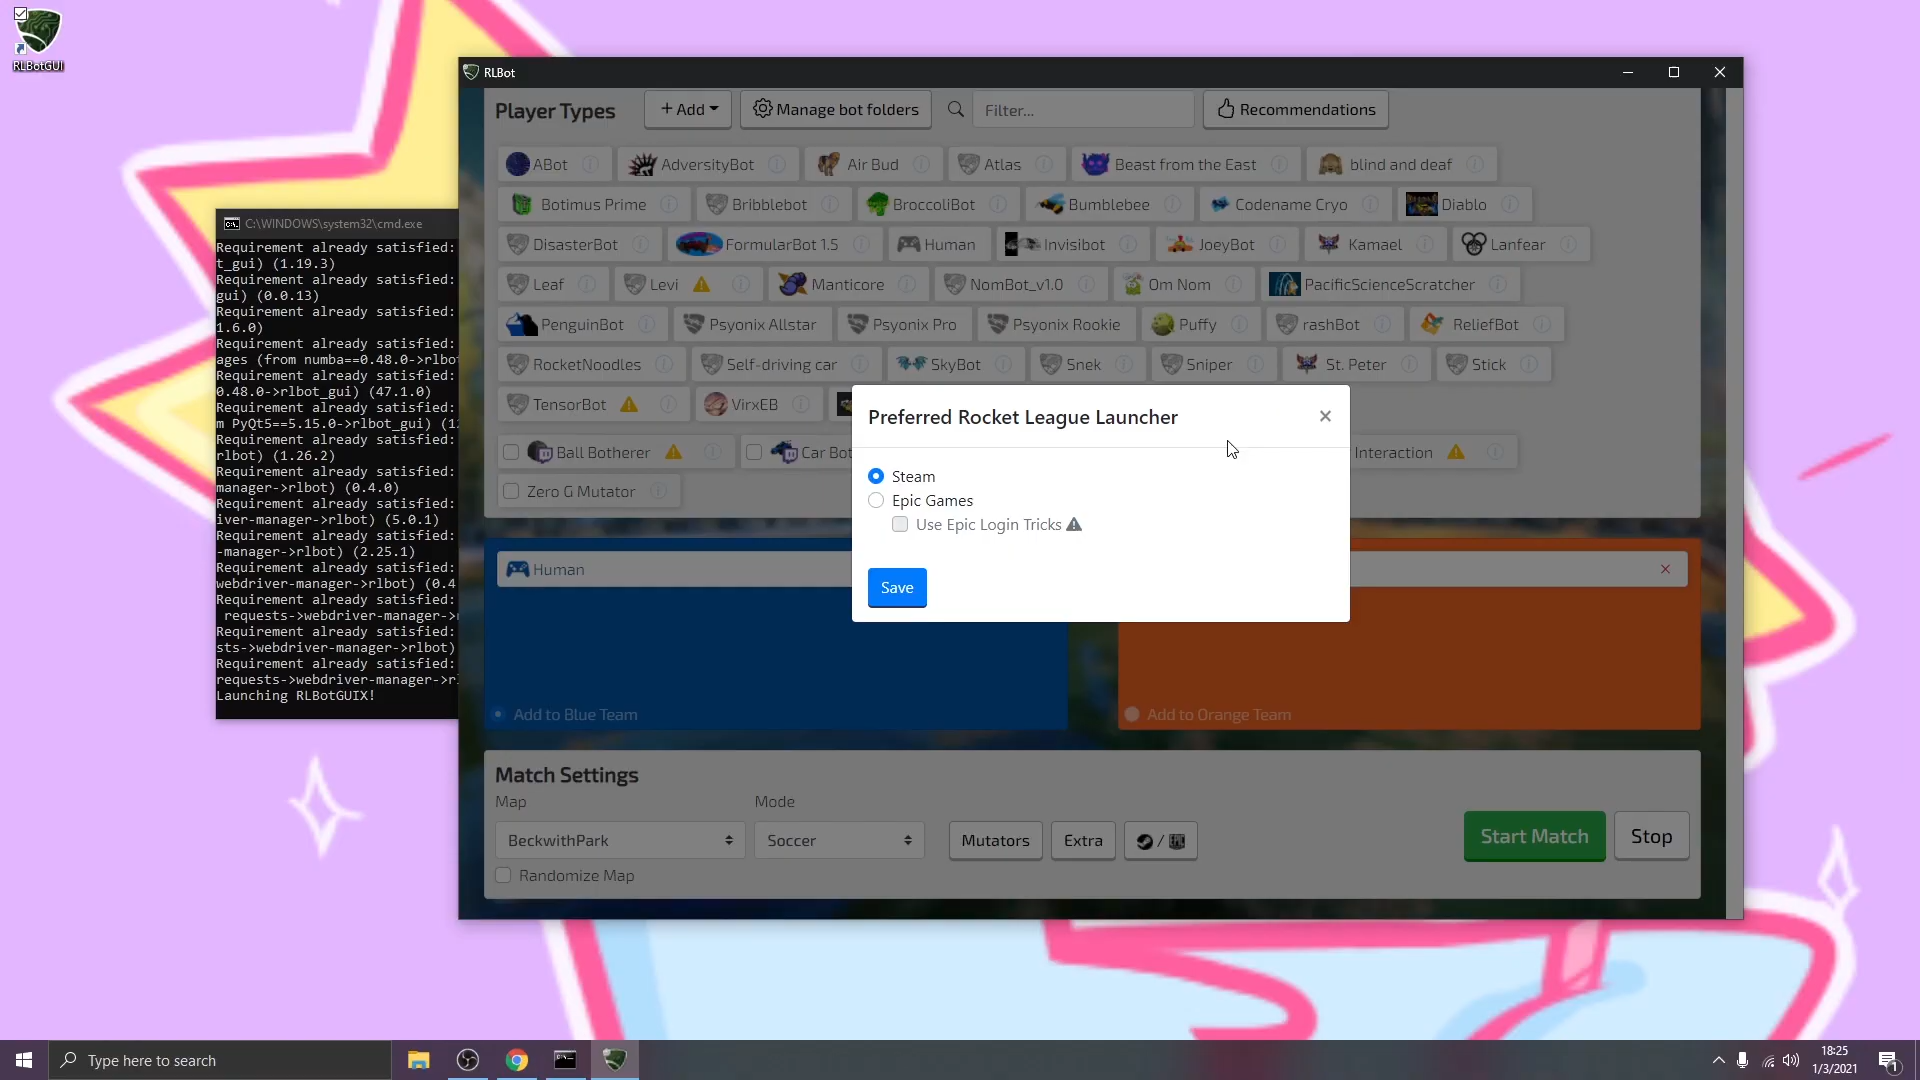 RLBotGUI
C:\WINDOWS\system32\cmd.exe
Requirement already satisfied:
t_gui) (1.19.3)
Requirement already satisfied:
gui) (0.0.13)
Requirement already satisfied:
1.6.0)
Requirement already satisfied:
ages (from numba==0.48.0->rlbot
Requirement already satisfied:
0.48.0->rlbot_gui) (47.1.0)
Requirement already satisfied:
m PyQt5==5.15.0->rlbot_gui) (12
Requirement already satisfied:
rlbot) (1.26.2)
Requirement already satisfied:
manager->rlbot) (0.4.0)
Requirement already satisfied:
iver-manager->rlbot) (5.0.1)
Requirement already satisfied:
-manager->rlbot) (2.25.1)
Requirement already satisfied:
webdriver-manager->rlbot) (0.4
Requirement already satisfied:
requests->webdriver-manager->r
Requirement already satisfied:
sts->webdriver-manager->rlbot)
Requirement already satisfied:
requests->webdriver-manager->rl
Launching RLBotGUIX!
RLBot
Player Types + Add Manage bot folders Filter... Recommendations
ABot AdversityBot Air Bud Atlas Beast from the East blind and deaf
Botimus Prime Bribblebot BroccoliBot Bumblebee Codename Cryo Diablo
DisasterBot FormularBot 1.5 Human Invisibot JoeyBot Kamael Lanfear
Leaf Levi Manticore NomBot_v1.0 Om Nom PacificScienceScratcher
PenguinBot Psyonix Allstar Psyonix Pro Psyonix Rookie Puffy rashBot ReliefBot
RocketNoodles Self-driving car SkyBot Snek Sniper St. Peter Stick
TensorBot VirxEB
Ball Botherer Car Bot Interaction
Zero G Mutator
Preferred Rocket League Launcher ×
Steam
Epic Games
Use Epic Login Tricks
Save
Human
Add to Blue Team Add to Orange Team
Match Settings
Map Mode
BeckwithPark Soccer Mutators Extra / Start Match Stop
Randomize Map
Type here to search
18:25
1/3/2021
1